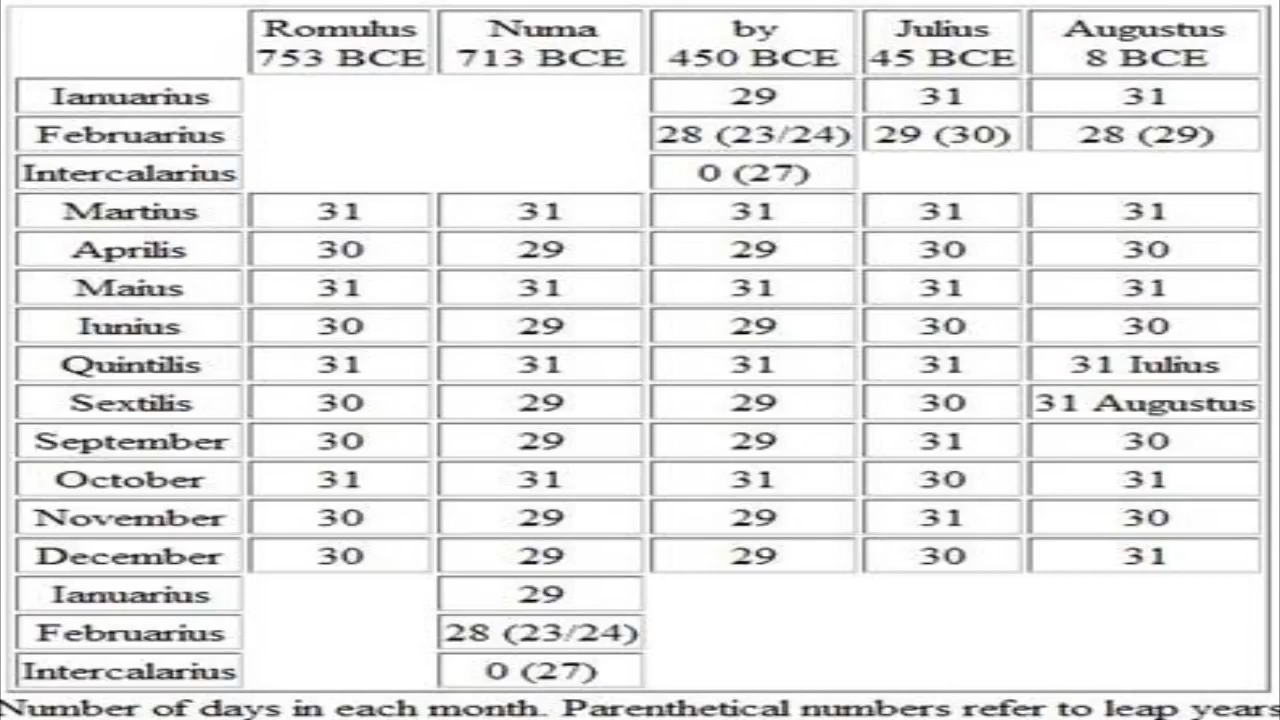 Romulus Numa by Julius Augustus
753 BCE 713 BCE 450 BCE 45 BCE 8 BCE
Ianuarius 29 31 31
Februarius 28 (23/24) 29 (30) 28 (29)
Intercalarius 0 (27)
Martius 31 31 31 31 31
Aprilis 30 29 29 30 30
Maius 31 31 31 31 31
Iunius 30 29 29 30 30
Quintilis 31 31 31 31 31 Iulius
Sextilis 30 29 29 30 31 Augustus
September 30 29 29 31 30
October 31 31 31 30 31
November 30 29 29 31 30
December 30 29 29 30 31
Ianuarius 29
Februarius 28 (23/24)
Intercalarius 0 (27)
Number of days in each month. Parenthetical numbers refer to leap years